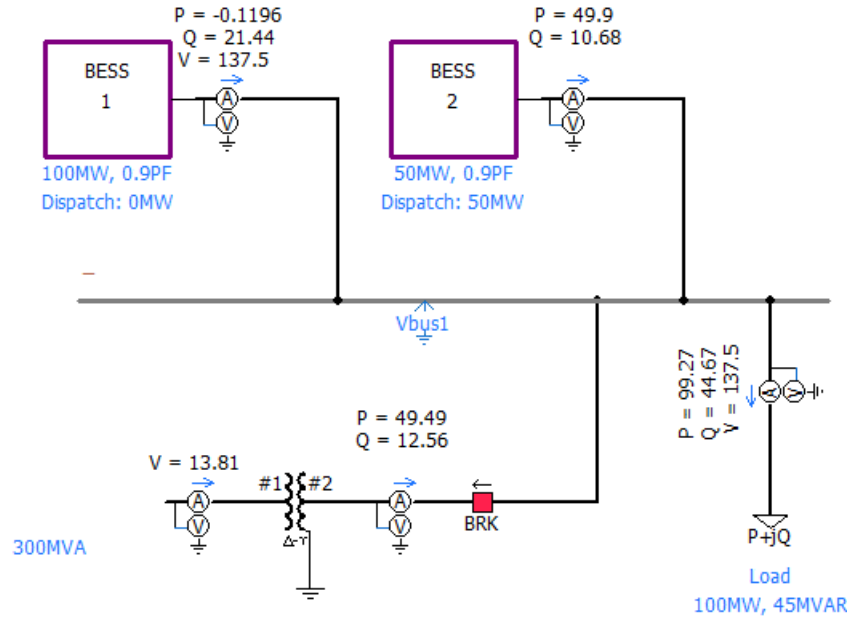 P = -0.1196
Q = 21.44
V = 137.5
P = 49.9
Q = 10.68
BESS
1
A
V
BESS
2
A
V
100MW, 0.9PF
Dispatch: 0MW
50MW, 0.9PF
Dispatch: 50MW
Vbus1
P = 99.27
Q = 44.67
V = 137.5
A
V
P = 49.49
Q = 12.56
V = 13.81
#1
#2
A
V
A
V
BRK
300MVA
P+jQ
Load
100MW, 45MVAR